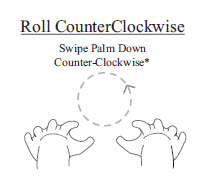 Roll CounterClockwise
Swipe Palm Down
Counter-Clockwise*